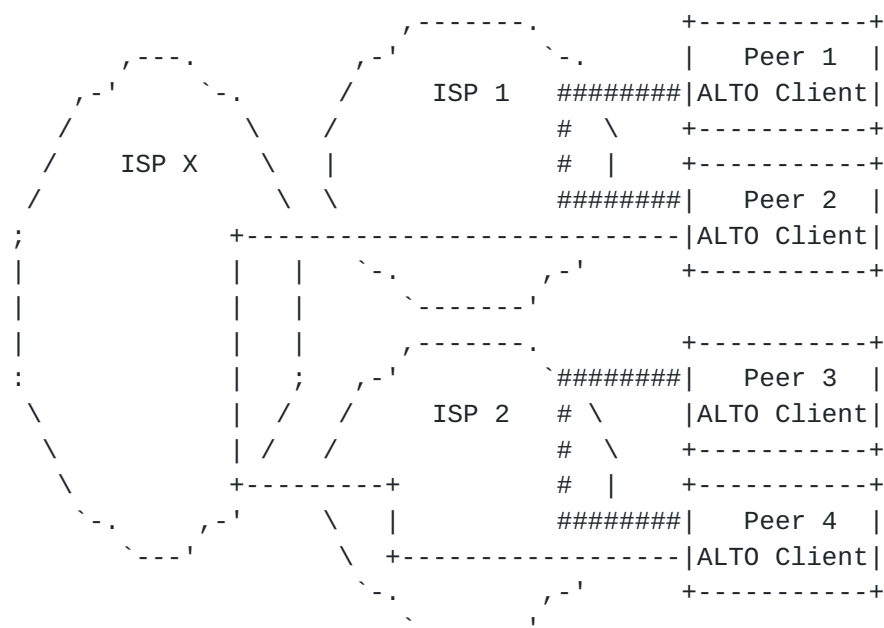 Peer 1
ISP 1
ALTO Client
ISP X
Peer 2
ALTO Client
Peer 3
ISP 2
ALTO Client
Peer 4
ALTO Client